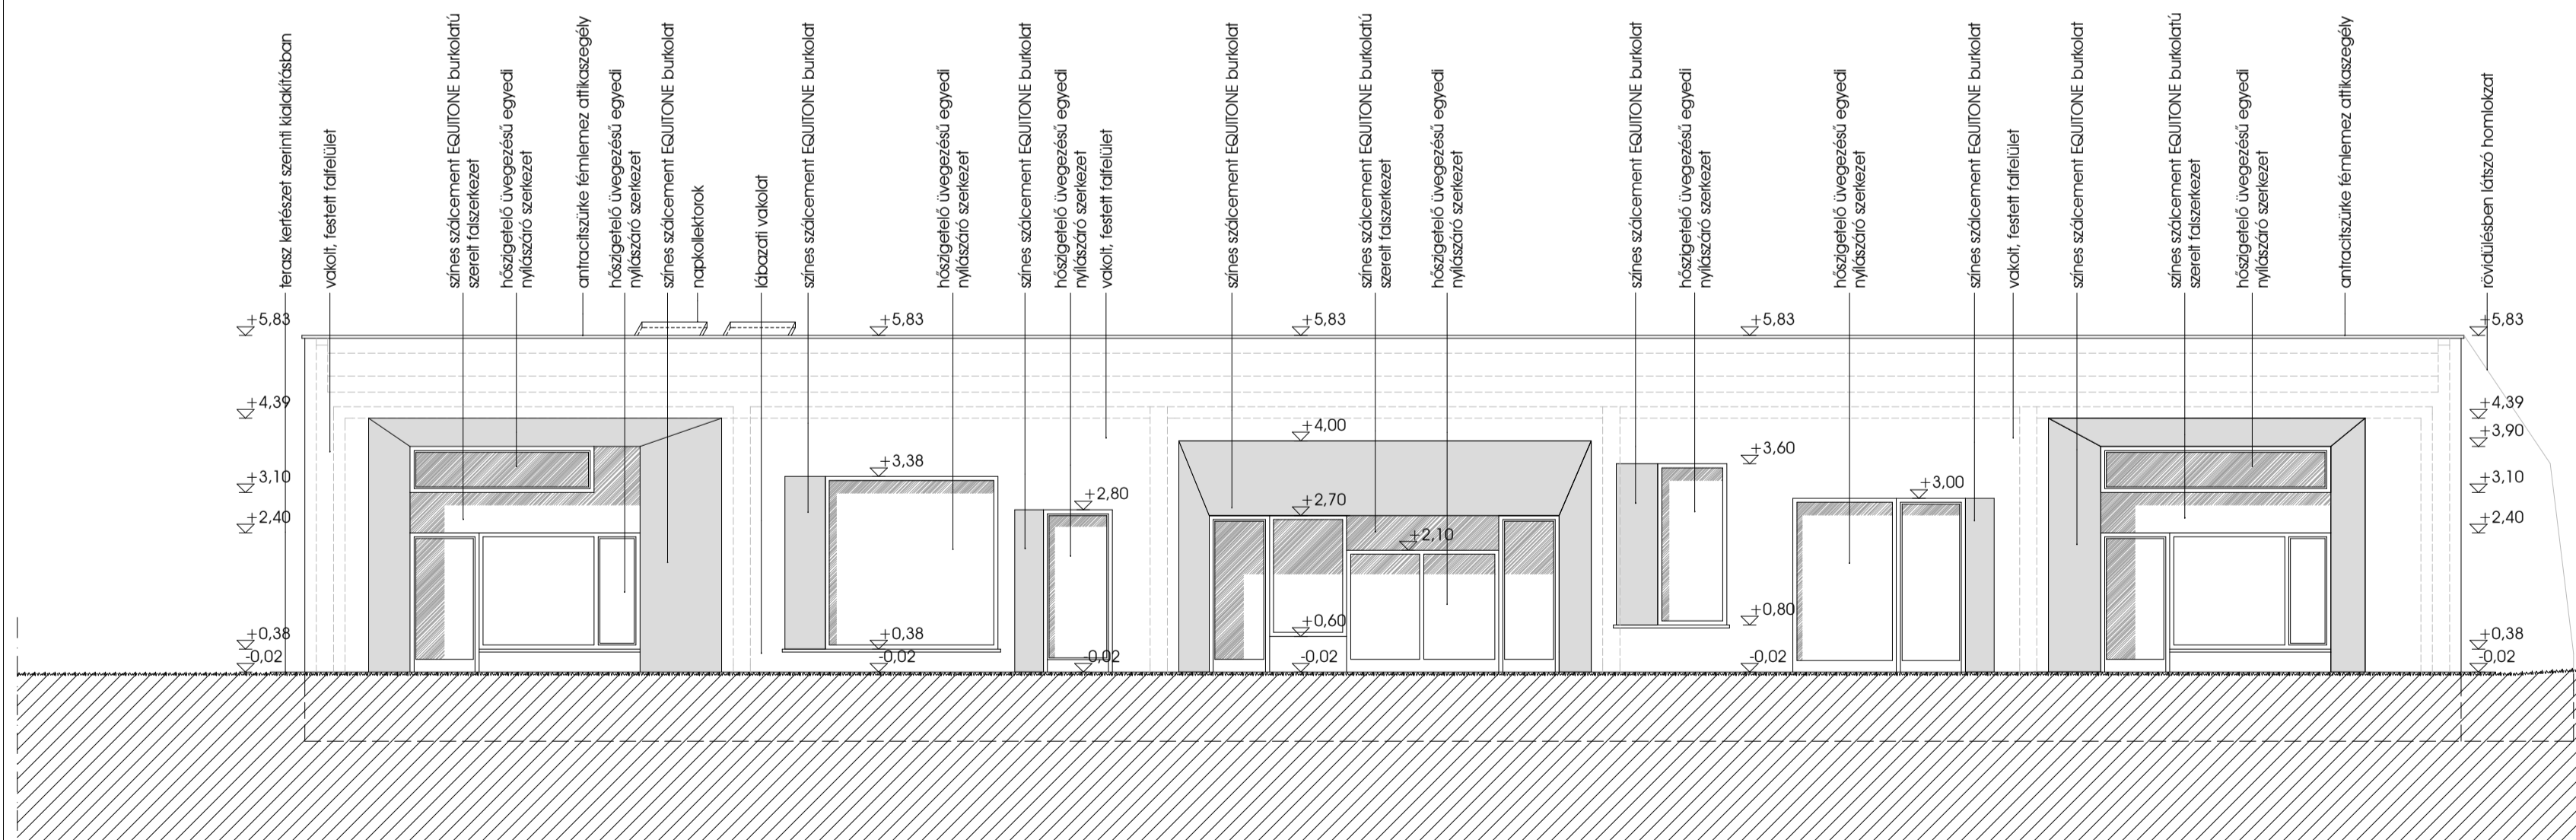 terasz kertészet szerinti kialakításban
vakolt, festett falfelület
színes szálcement EQUITONE burkolatú
szerelt falszerkezet
hőszigetelő üvegezésű egyedi
nyílászáró szerkezet
antracitszürke fémlemez attikaszegély
hőszigetelő üvegezésű egyedi
nyílászáró szerkezet
színes szálcement EQUITONE burkolat
napkollektorok
lábazati vakolat
színes szálcement EQUITONE burkolat
hőszigetelő üvegezésű egyedi
nyílászáró szerkezet
színes szálcement EQUITONE burkolat
hőszigetelő üvegezésű egyedi
nyílászáró szerkezet
vakolt, festett falfelület
színes szálcement EQUITONE burkolat
színes szálcement EQUITONE burkolatú
szerelt falszerkezet
hőszigetelő üvegezésű egyedi
nyílászáró szerkezet
színes szálcement EQUITONE burkolat
hőszigetelő üvegezésű egyedi
nyílászáró szerkezet
hőszigetelő üvegezésű egyedi
nyílászáró szerkezet
színes szálcement EQUITONE burkolat
vakolt, festett falfelület
színes szálcement EQUITONE burkolat
színes szálcement EQUITONE burkolatú
szerelt falszerkezet
hőszigetelő üvegezésű egyedi
nyílászáró szerkezet
antracitszürke fémlemez attikaszegély
rövidülésben látszó homlokzat
+5,83
+4,39
+3,10
+2,40
+0,38
-0,02
+5,83
+3,38
+0,38
-0,02
+2,80
-0,02
+5,83
+4,00
+2,70
+2,10
+0,60
-0,02
+5,83
+3,60
+0,80
-0,02
+3,00
+5,83
+4,39
+3,90
+3,10
+2,40
+0,38
-0,02